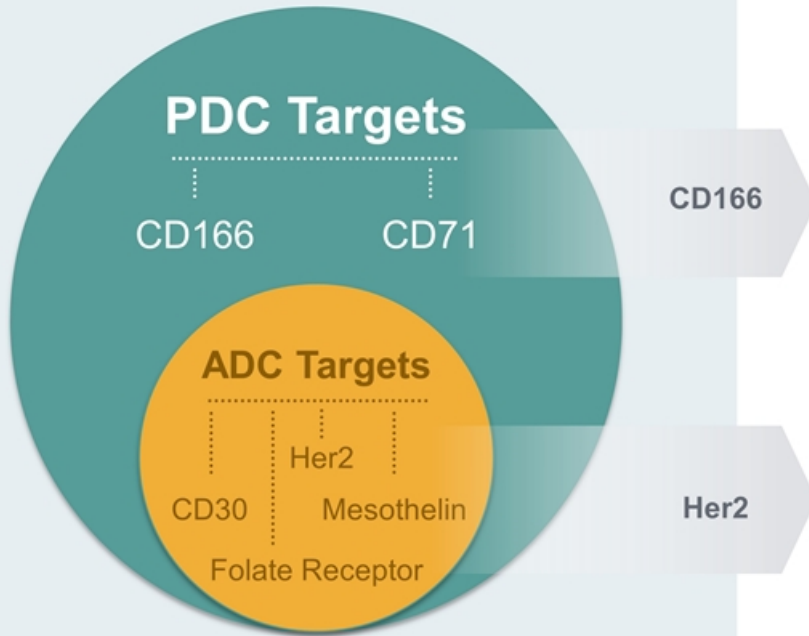 PDC Targets
CD166
CD71
CD166
ADC Targets
Her2
CD30
Mesothelin
Folate Receptor
Her2